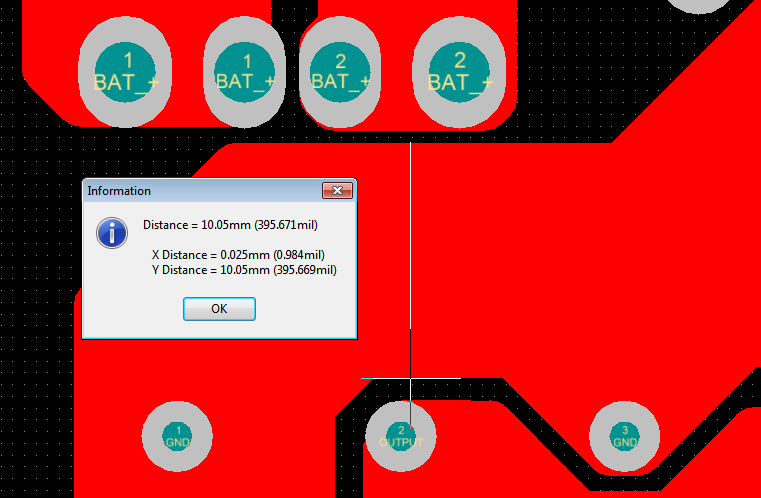 1 1 2 2
BAT_+ BAT_+ BAT_+ BAT_+
Information
Distance = 10.05mm (395.671mil)
X Distance = 0.025mm (0.984mil)
Y Distance = 10.05mm (395.669mil)
OK
1 2 3
GND OUTPUT GND